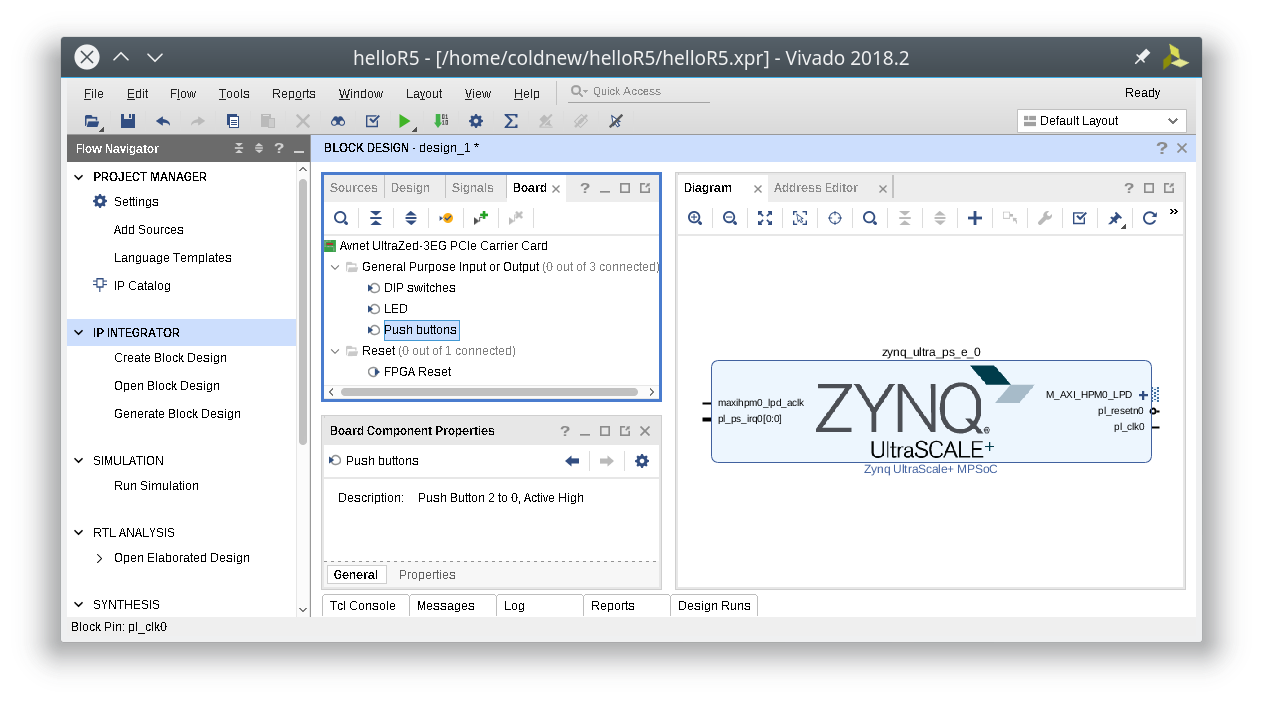 helloR5 - [/home/coldnew/helloR5/helloR5.xpr] - Vivado 2018.2
File Edit Flow Tools Reports Window Layout View Help Quick Access Ready
Default Layout
Flow Navigator
PROJECT MANAGER
Settings
Add Sources
Language Templates
IP Catalog
IP INTEGRATOR
Create Block Design
Open Block Design
Generate Block Design
SIMULATION
Run Simulation
RTL ANALYSIS
Open Elaborated Design
SYNTHESIS
BLOCK DESIGN - design_1 *
Sources Design Signals Board
Avnet UltraZed-3EG PCIe Carrier Card
General Purpose Input or Output (0 out of 3 connected)
DIP switches
LED
Push buttons
Reset (0 out of 1 connected)
FPGA Reset
Board Component Properties
Push buttons
Description: Push Button 2 to 0, Active High
General Properties
Diagram Address Editor
zynq_ultra_ps_e_0
maxihpm0_lpd_aclk
pl_ps_irq0[0:0]
ZYNQ
UltraSCALE+
M_AXI_HPM0_LPD
pl_resetn0
pl_clk0
Zynq UltraScale+ MPSoC
Tcl Console Messages Log Reports Design Runs
Block Pin: pl_clk0